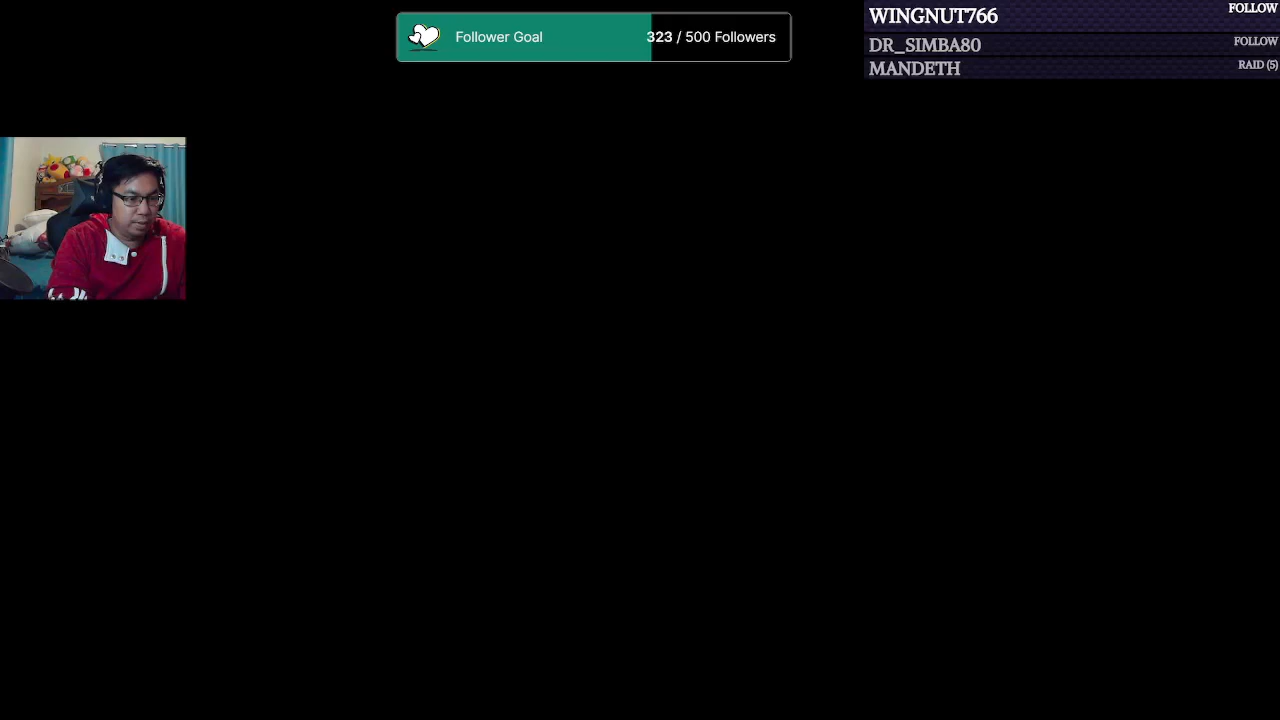 Follower Goal 323 / 500 Followers
WINGNUT766 FOLLOW
DR_SIMBA80 FOLLOW
MANDETH RAID (5)